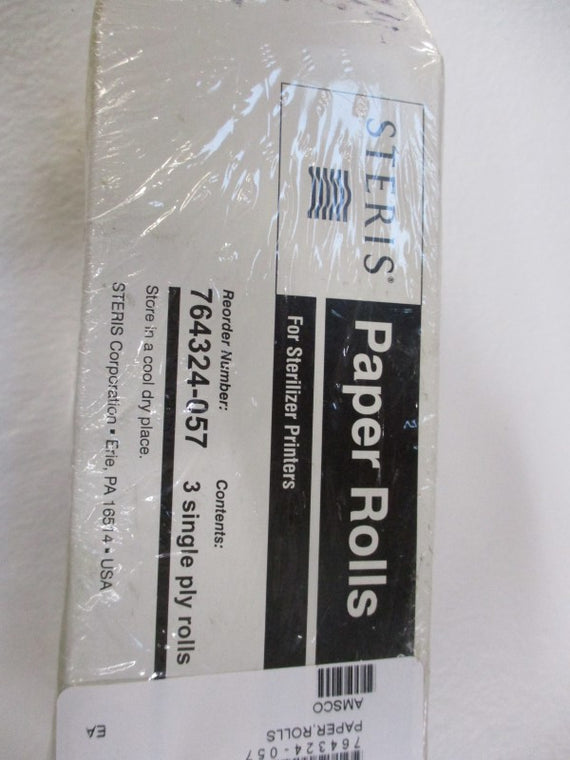 STERIS®
Paper Rolls
For Sterilizer Printers
Reorder Number:
764324-057
Contents:
3 single ply rolls
Store in a cool dry place.
STERIS Corporation • Erie, PA 16514 • USA
AMSCO
PAPER,ROLLS
764324-057
EA